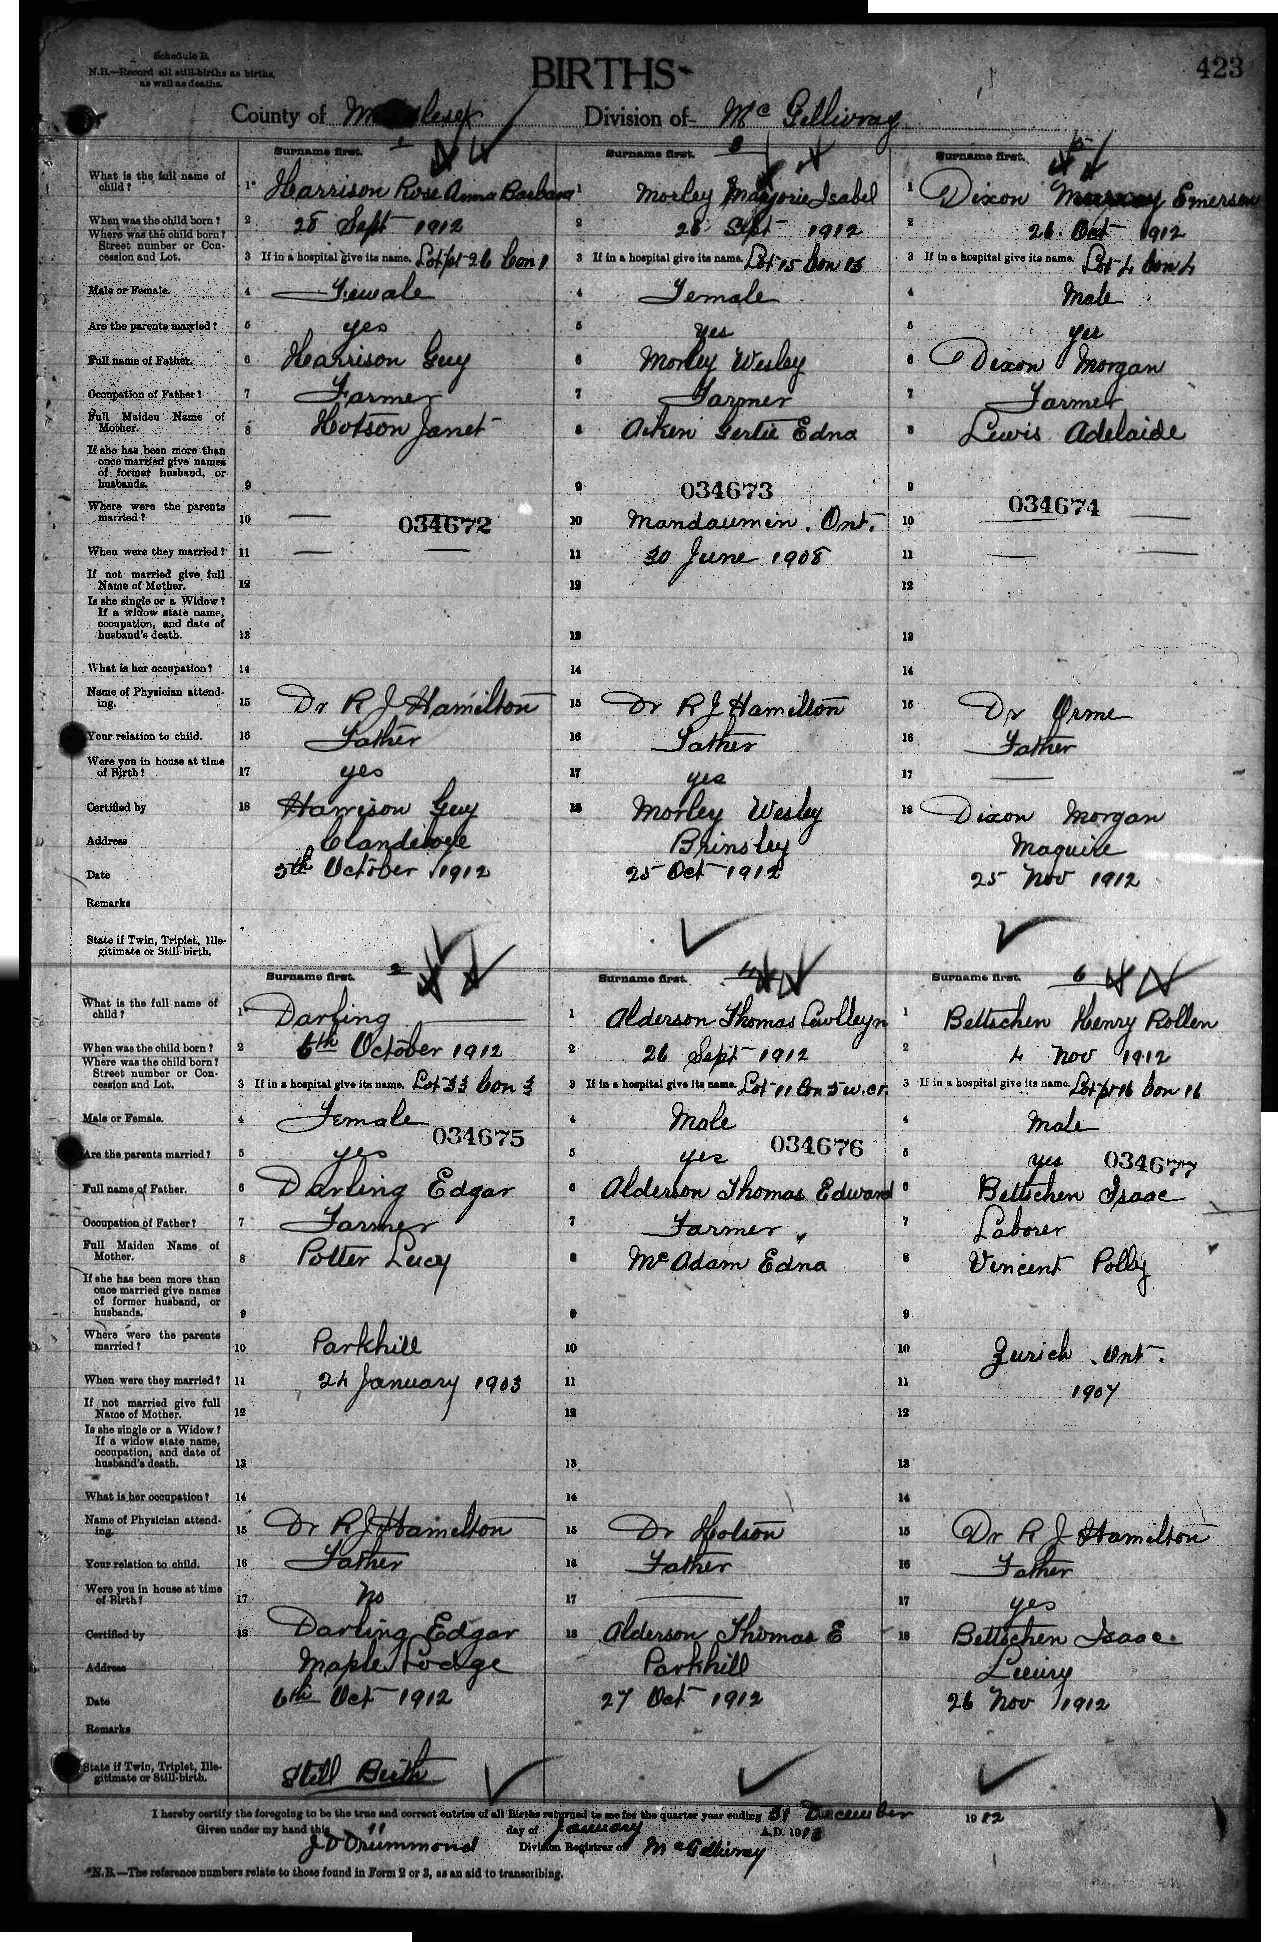 Schedule B.
N.B.—Record all still-births as births, as well as deaths.
BIRTHS
423
County of
Division of McGillivray
1
Surname first.
What is the full name of child?
1* Harrison Rose Anna Barbara
When was the child born?
2 28 Sept 1912
Where was the child born? Street number or Concession and Lot.
3 If in a hospital give its name. Lot pt 26 Con 1
Male or Female.
4 Female
Are the parents married?
5 yes
Full name of Father.
6 Harrison Guy
Occupation of Father?
7 Farmer
Full Maiden Name of Mother.
8 Hotson Janet
If she has been more than once married give names of former husband, or husbands.
9
Where were the parents married?
10 — 034672
When were they married?
11 — —
If not married give full Name of Mother.
12
Is she single or a Widow? If a widow state name, occupation, and date of husband's death.
13
What is her occupation?
14
Name of Physician attending.
15 Dr R J Hamilton
Your relation to child.
16 Father
Were you in house at time of Birth?
17 yes
Certified by
18 Harrison Guy
Address
Clandeboye
Date
5th October 1912
Remarks
State if Twin, Triplet, Illegitimate or Still-birth.
3
Surname first.
1 Morley Marjorie Isabel
2 26 Sept 1912
3 If in a hospital give its name. Lot 15 Con 13
4 Female
5 yes
6 Morley Wesley
7 Farmer
8 Aiken Gertie Edna
9 034673
10 Mandaumin. Ont.
11 30 June 1908
12
13
14
15 Dr R J Hamilton
16 Father
17 yes
18 Morley Wesley
Brinsley
25 Oct 1912
5
Surname first.
1 Dixon Murray Emerson
2 26 Oct 1912
3 If in a hospital give its name. Lot 4 Con 4
4 Male
5 yes
6 Dixon Morgan
7 Farmer
8 Lewis Adelaide
9 034674
10 — —
11 — —
12
13
14
15 Dr Orme
16 Father
17 —
18 Dixon Morgan
Maguire
25 Nov 1912
2
Surname first.
What is the full name of child?
1* Darling —
When was the child born?
2 6th October 1912
Where was the child born? Street number or Concession and Lot.
3 If in a hospital give its name. Lot 33 Con 3
Male or Female.
4 Female
034675
Are the parents married?
5 yes
Full name of Father.
6 Darling Edgar
Occupation of Father?
7 Farmer
Full Maiden Name of Mother.
8 Potter Lucy
If she has been more than once married give names of former husband, or husbands.
9
Where were the parents married?
10 Parkhill
When were they married?
11 24 January 1903
If not married give full Name of Mother.
12
Is she single or a Widow? If a widow state name, occupation, and date of husband's death.
13
What is her occupation?
14
Name of Physician attending.
15 Dr R J Hamilton
Your relation to child.
16 Father
Were you in house at time of Birth?
17 No
Certified by
18 Darling Edgar
Address
Maple Lodge
Date
6th Oct 1912
Remarks
State if Twin, Triplet, Illegitimate or Still-birth.
Still Birth
4
Surname first.
1 Alderson Thomas
2 26 Sept 1912
3 If in a hospital give its name. Lot 11 Con 5 w.cr.
4 Male
034676
5 yes
6 Alderson Thomas Edward
7 Farmer
8 McAdam Edna
9
10
11
12
13
14
15 Dr Hotson
16 Father
17 —
18 Alderson Thomas E
Parkhill
27 Oct 1912
6
Surname first.
1 Bettschen Henry Rollen
2 4 Nov 1912
3 If in a hospital give its name. Lot pt 16 Con 16
4 Male
5 yes 034677
6 Bettschen Isaac
7 Laborer
8 Vincent Polly
9
10 Zurich. Ont.
11 1907
12
13
14
15 Dr R J Hamilton
16 Father
17 yes
18 Bettschen Isaac
26 Nov 1912
I hereby certify the foregoing to be the true and correct entries of all Births returned to me for the quarter year ending 31 December 1912
Given under my hand this 11 day of January A.D. 1913
J D Drummond Division Registrar of McGillivray
*N.B.—The reference numbers relate to those found in Form 2 or 3, as an aid to transcribing.